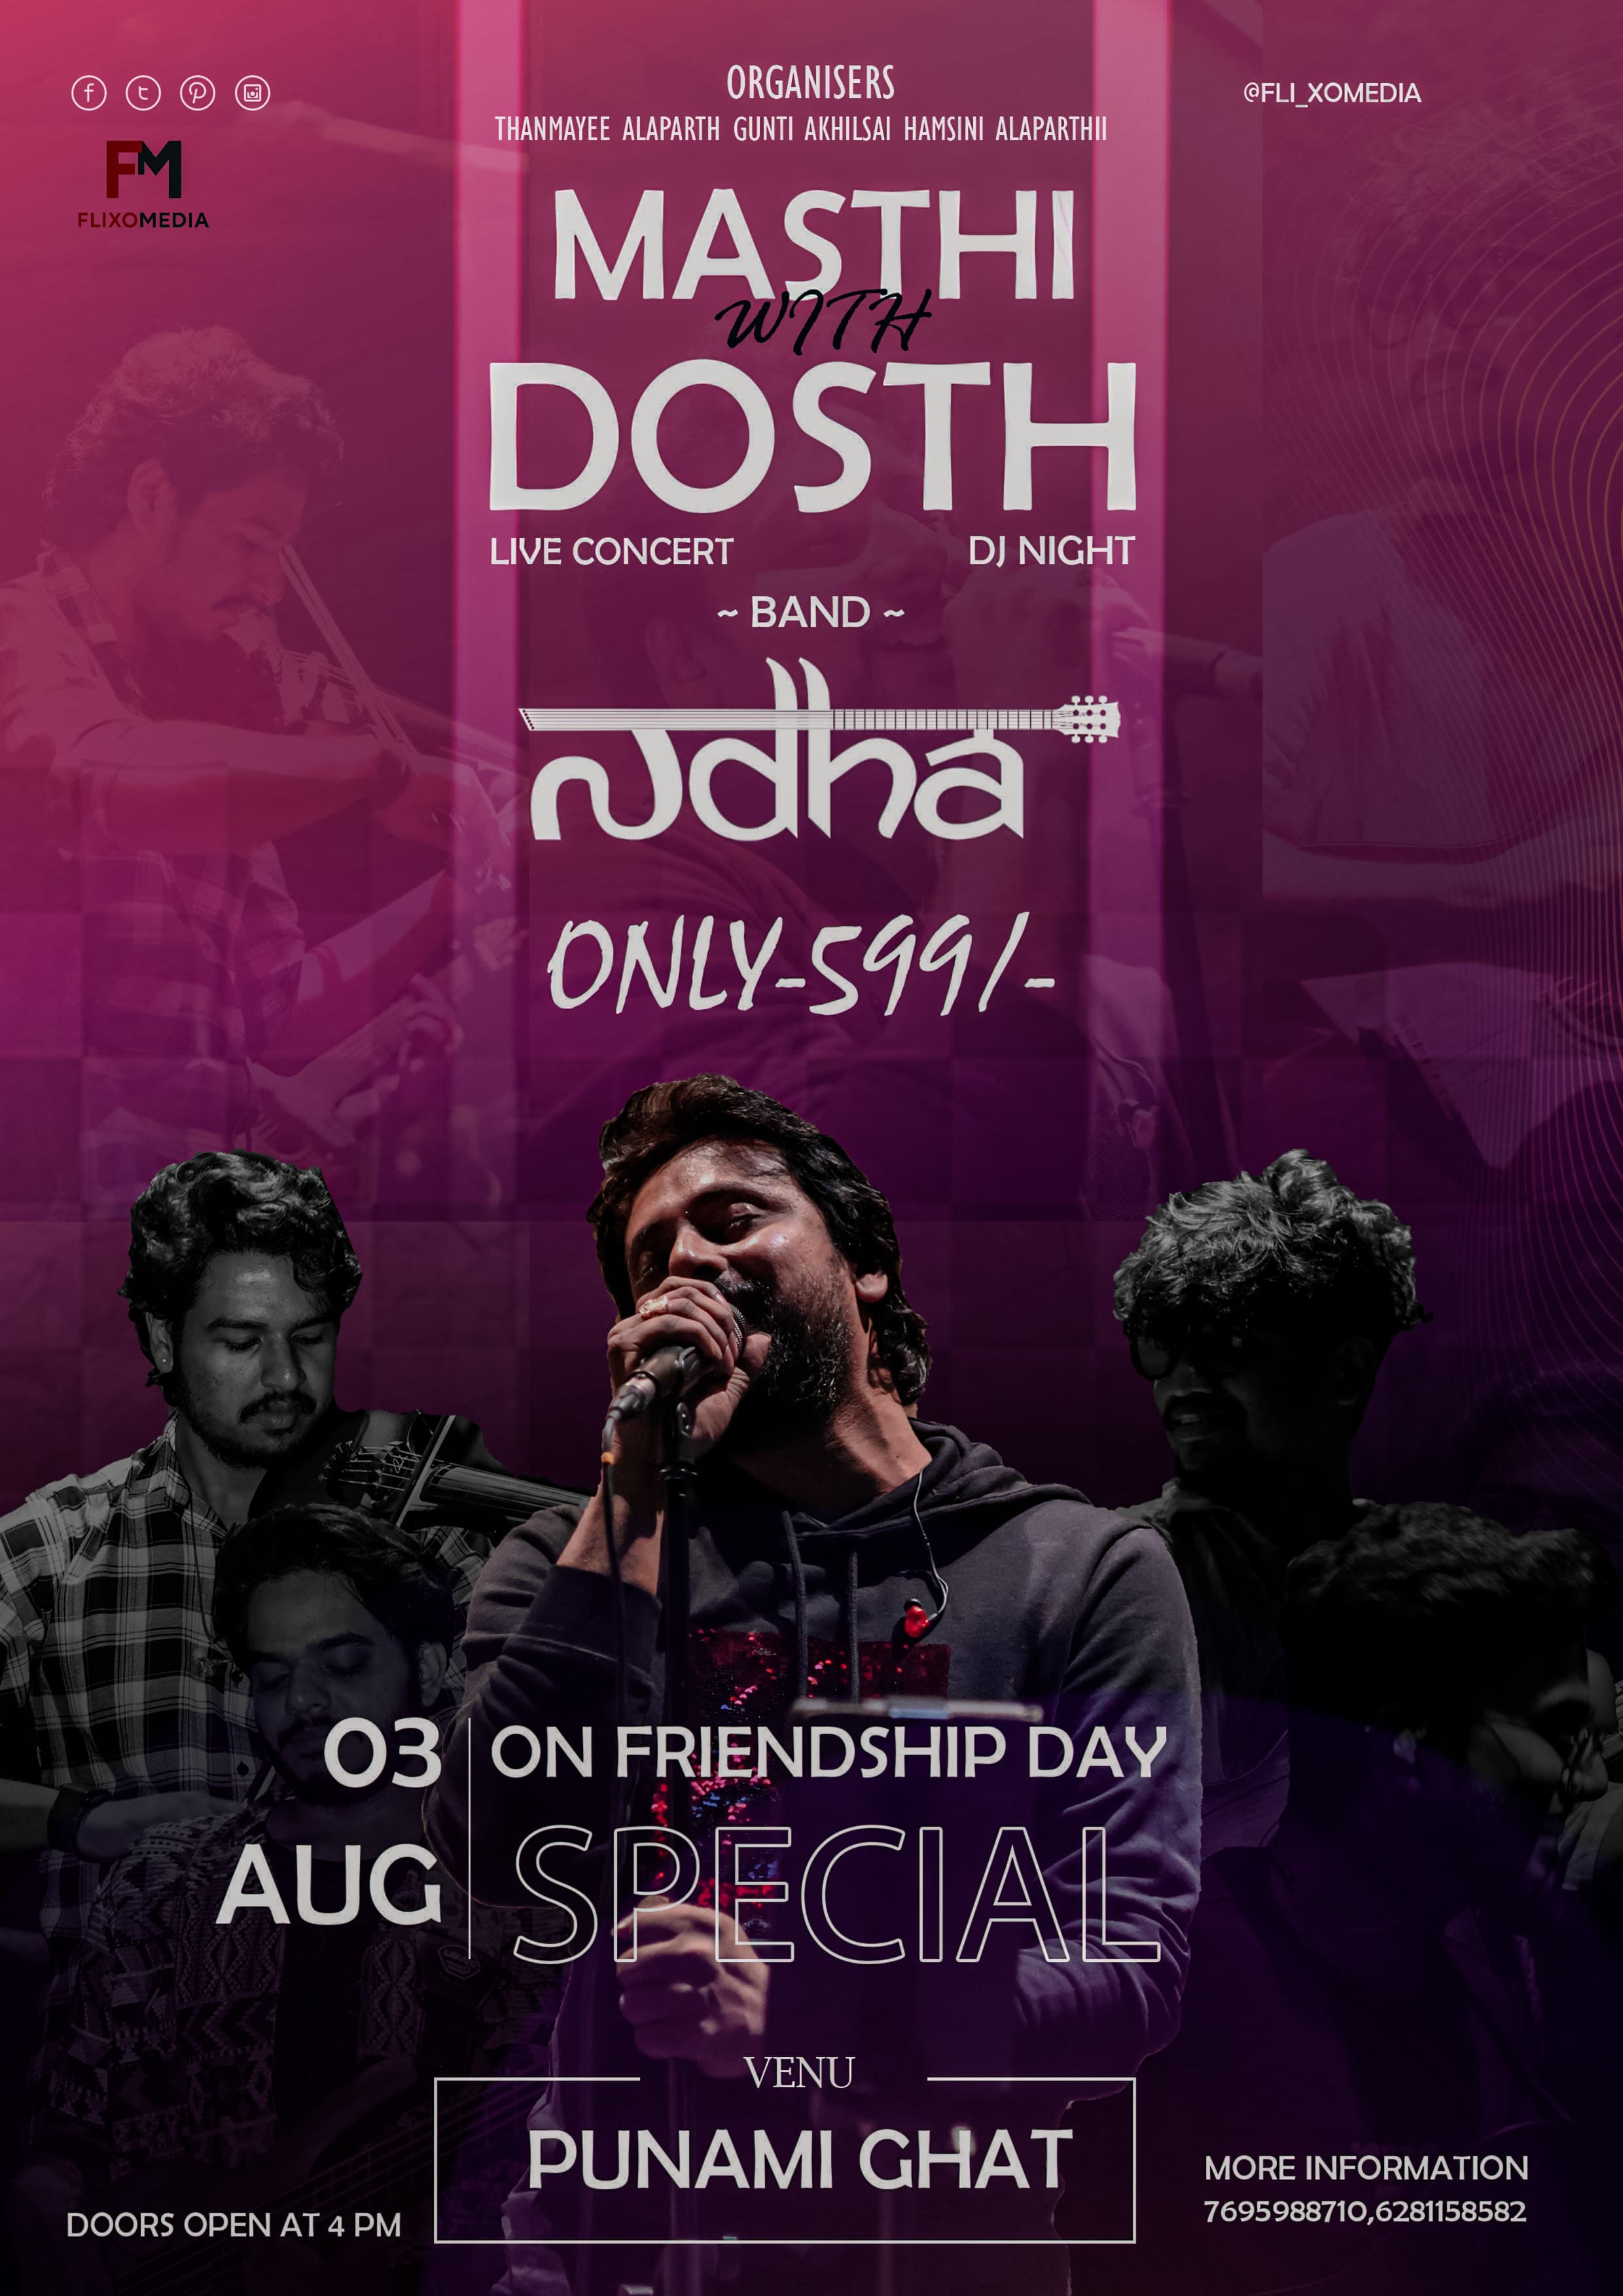 ORGANISERS
THANMAYEE ALAPARTH GUNTI AKHILSAI HAMSINI ALAPARTHII
@FLI_XOMEDIA
FM
FLIXOMEDIA
MASTHI
WITH
DOSTH
LIVE CONCERT
DJ NIGHT
~ BAND ~
ONLY-599/-
03
AUG
ON FRIENDSHIP DAY
SPECIAL
VENU
PUNAMI GHAT
DOORS OPEN AT 4 PM
MORE INFORMATION
7695988710,6281158582